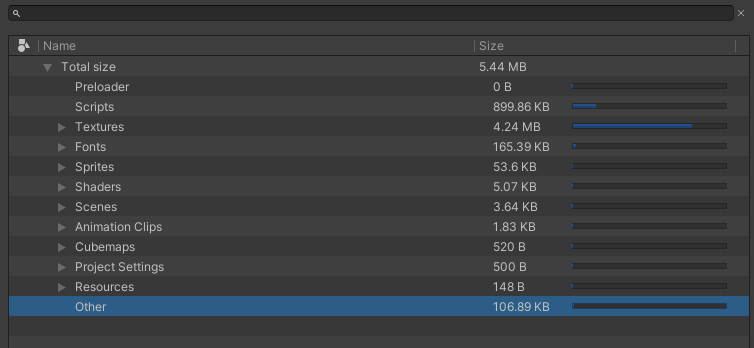 Name Size
Total size 5.44 MB
Preloader 0 B
Scripts 899.86 KB
Textures 4.24 MB
Fonts 165.39 KB
Sprites 53.6 KB
Shaders 5.07 KB
Scenes 3.64 KB
Animation Clips 1.83 KB
Cubemaps 520 B
Project Settings 500 B
Resources 148 B
Other 106.89 KB